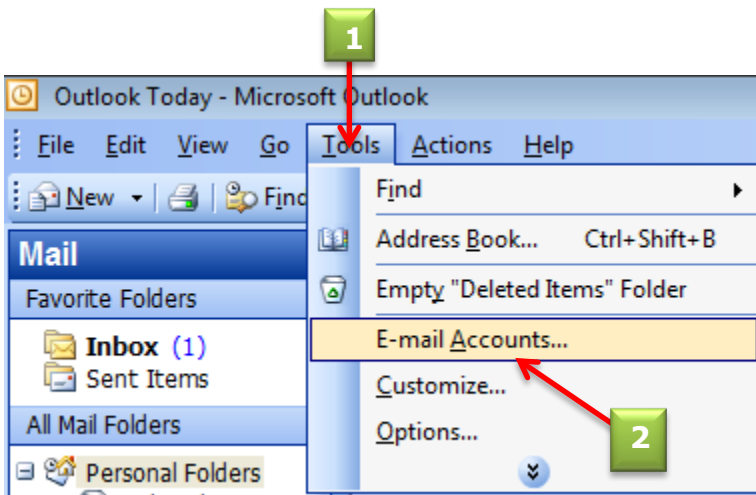 1
Outlook Today - Microsoft Outlook
File Edit View Go Tools Actions Help
New Find
Find
Mail
Address Book... Ctrl+Shift+B
Favorite Folders
Empty "Deleted Items" Folder
Inbox (1)
E-mail Accounts...
Sent Items
Customize...
All Mail Folders
Options...
2
Personal Folders